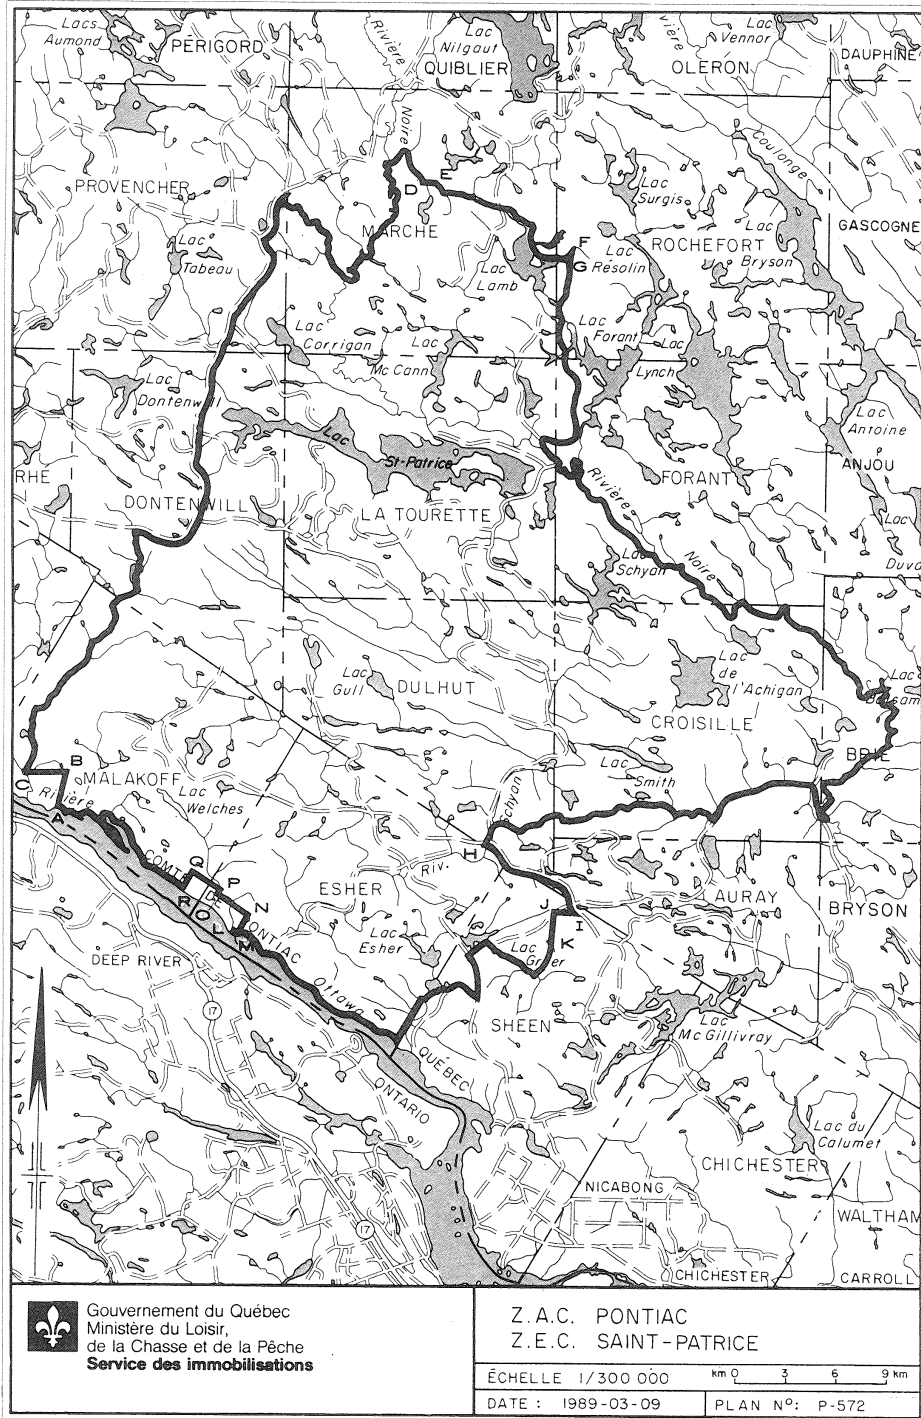 Lacs
Aumond
PÉRIGORD
Rivière
Lac
Nilgaut
QUIBLIER
Lac
Vennor
OLÉRON
DAUPHINE
Noire
Coulonge
PROVENCHER
D
E
Lac
Surgis
MARCHE
Lac
Tabeau
F
G
Lac
Résolin
ROCHEFORT
Lac
Bryson
GASCOGNE
Lac
Lamb
Lac
Corrigan
Lac
Mc Cann
Lac
Forant
Lac
Lynch
Lac
Dontenwill
Lac
St-Patrice
Lac
Antoine
ANJOU
RHE
DONTENWILL
LA TOURETTE
Rivière
Noire
FORANT
Lac
Duva
Lac
Schyan
Lac
Gull
DULHUT
Lac
de
l'Achigan
CROISILLE
Lac
BRIE
B
C
MALAKOFF
Rivière
Lac
Welches
Schyan
Lac
Smith
A
H
COMTÉ
DE
PONTIAC
Q
P
R
O
N
L
M
ESHER
Riv.
J
I
K
AURAY
BRYSON
DEEP RIVER
Lac
Esher
Lac
Greer
Ottawa
17
SHEEN
Lac
Mc Gillivray
QUÉBEC
ONTARIO
Lac du
Calumet
CHICHESTER
NICABONG
WALTHAM
17
CHICHESTER
CARROLL
Gouvernement du Québec
Ministère du Loisir,
de la Chasse et de la Pêche
Service des immobilisations
Z.A.C. PONTIAC
Z.E.C. SAINT-PATRICE
ÉCHELLE 1/300 000
km 0 3 6 9 km
DATE : 1989-03-09
PLAN Nº: P-572